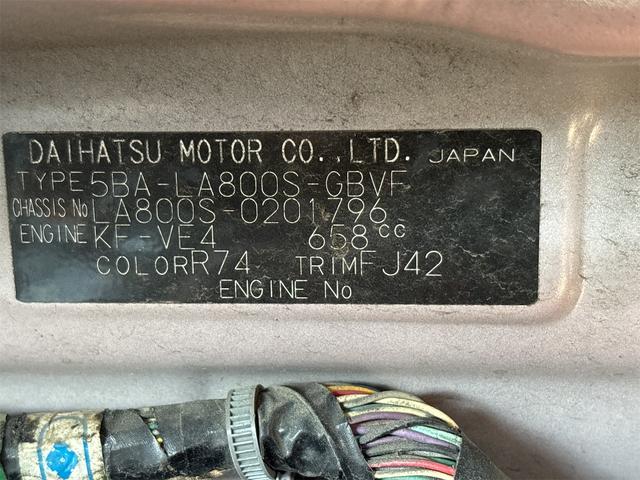 DAIHATSU MOTOR CO.,LTD. JAPAN
TYPE 5BA-LA800S-GBVF
CHASSIS No LA800S-0201796
ENGINE KF-VE4 658cc
COLOR R74 TRIM FJ42
ENGINE No